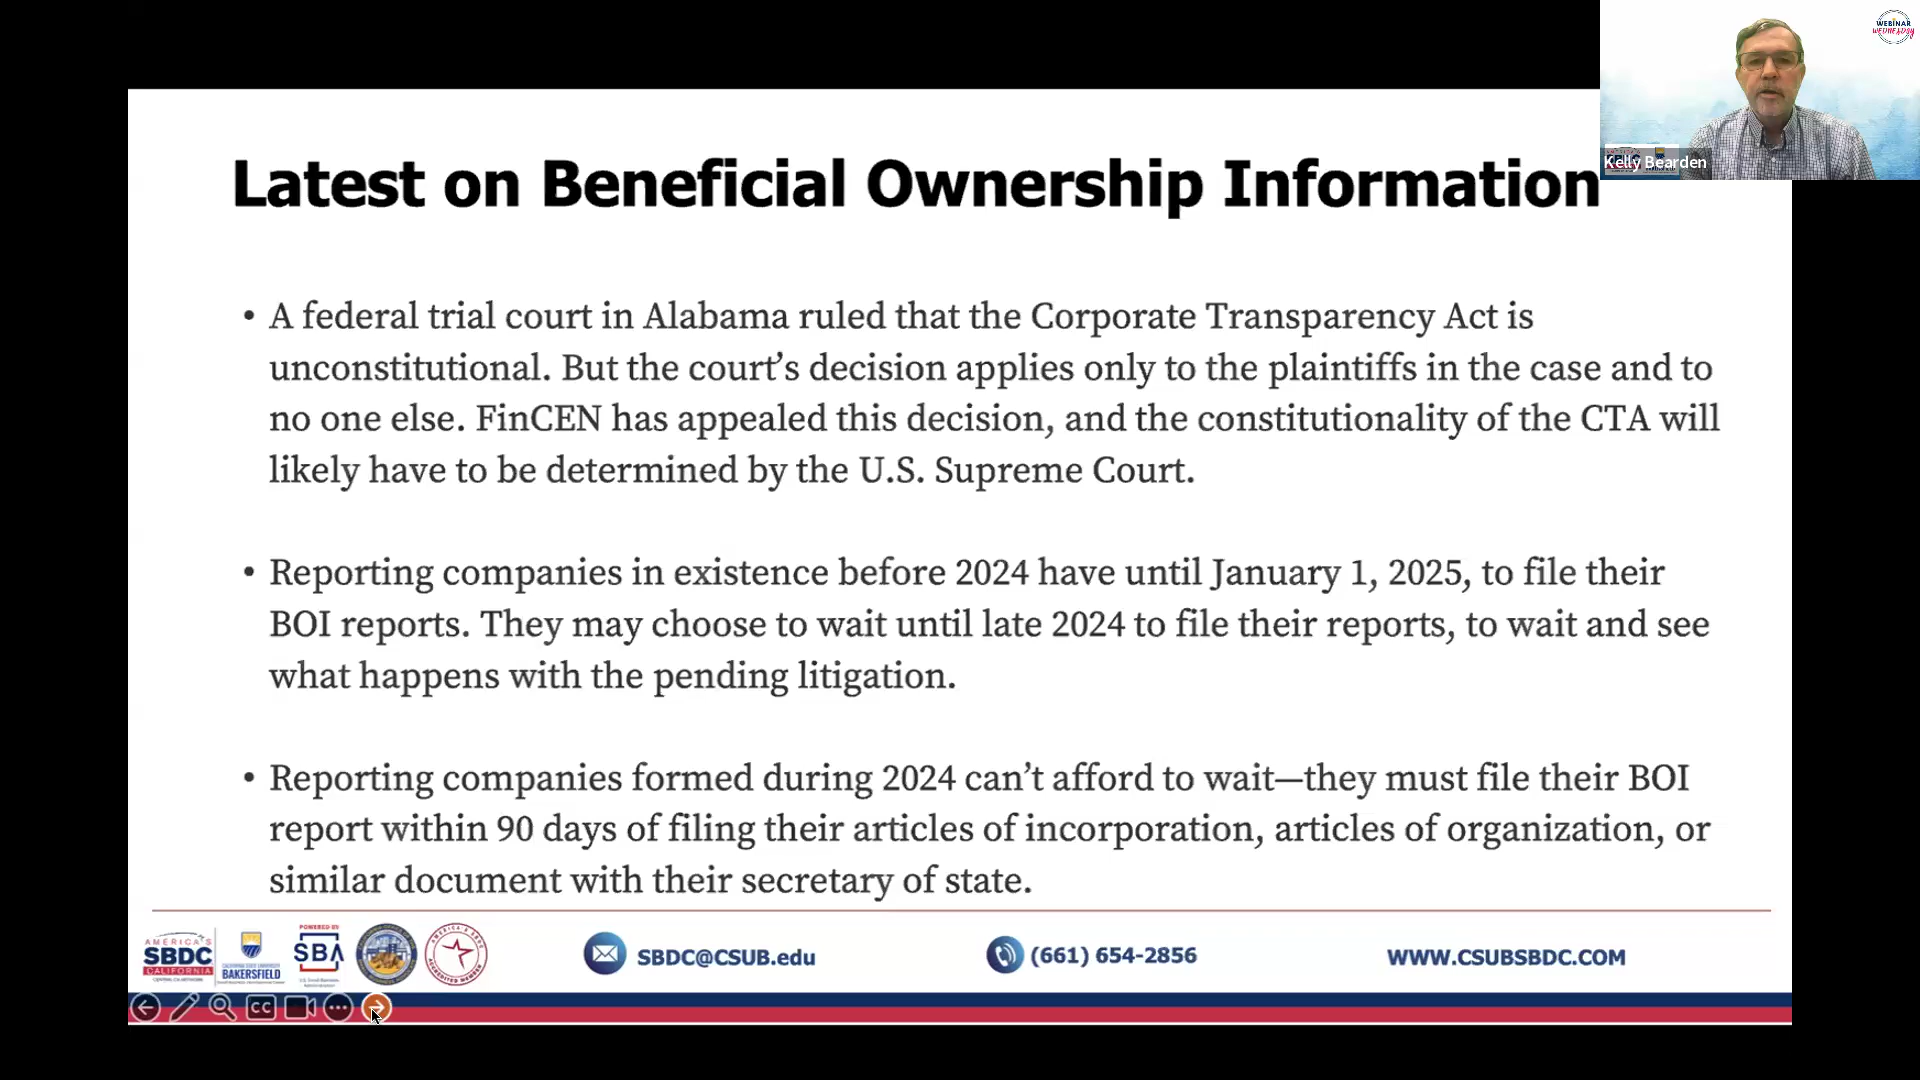 WEBINAR
WEDNESDAY
Kelly Bearden
Latest on Beneficial Ownership Information
• A federal trial court in Alabama ruled that the Corporate Transparency Act is
unconstitutional. But the court’s decision applies only to the plaintiffs in the case and to
no one else. FinCEN has appealed this decision, and the constitutionality of the CTA will
likely have to be determined by the U.S. Supreme Court.
• Reporting companies in existence before 2024 have until January 1, 2025, to file their
BOI reports. They may choose to wait until late 2024 to file their reports, to wait and see
what happens with the pending litigation.
• Reporting companies formed during 2024 can’t afford to wait—they must file their BOI
report within 90 days of filing their articles of incorporation, articles of organization, or
similar document with their secretary of state.
AMERICA'S
SBDC
CALIFORNIA
BAKERSFIELD
POWERED BY
SBA
SBDC@CSUB.edu
(661) 654-2856
WWW.CSUBSBDC.COM
CC